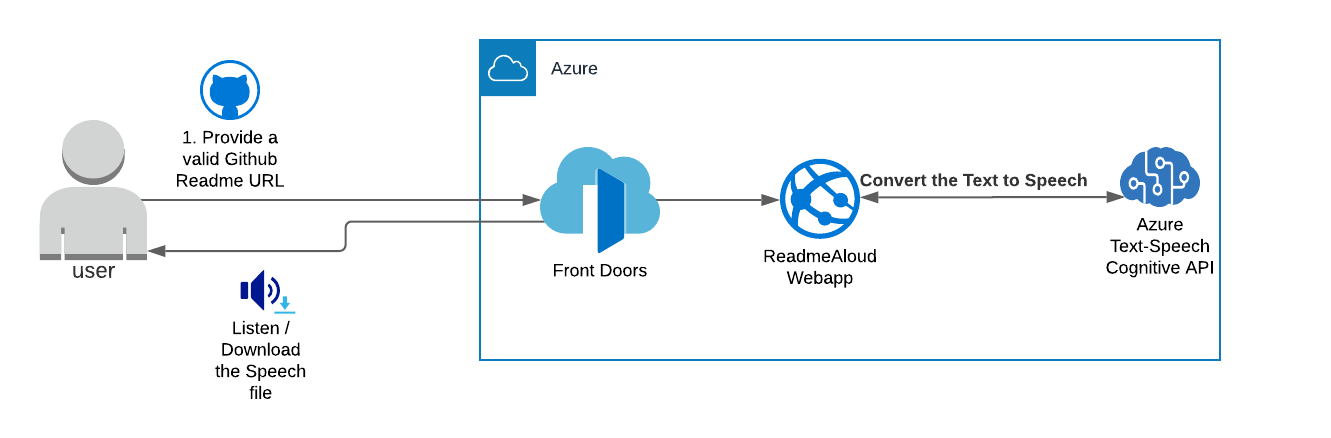 Azure
1. Provide a
valid Github
Readme URL
Convert the Text to Speech
user
Front Doors
ReadmeAloud
Webapp
Azure
Text-Speech
Cognitive API
Listen /
Download
the Speech
file